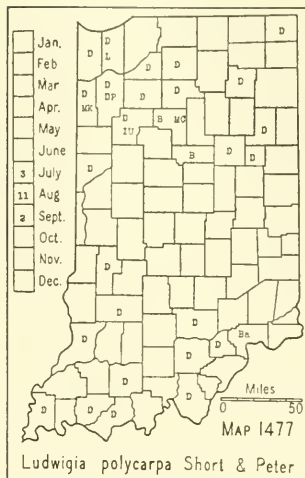 Jan.
Feb
Mar
Apr.
May
June
3 July
11 Aug
2 Sept.
Oct.
Nov.
Dec.
D D D
L
D D
D D D D D
MK DP
D B MC D
IU
B D D
D
D
D
D D
D Bn
D D
D D D D
Miles
0 50
MAP 1477
Ludwigia polycarpa Short & Peter